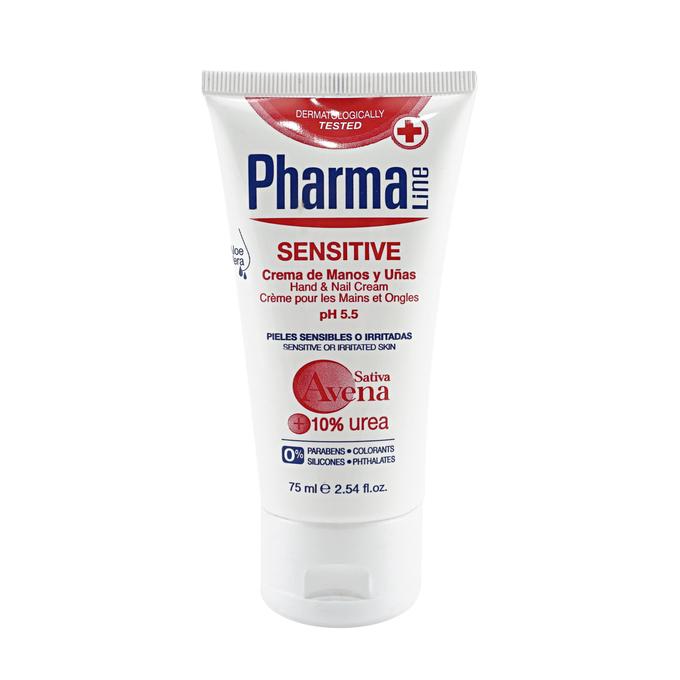 DERMATOLOGICALLY
TESTED
Pharma
Line
SENSITIVE
Crema de Manos y Uñas
Hand & Nail Cream
Crème pour les Mains et Ongles
pH 5.5
PIELES SENSIBLES O IRRITADAS
SENSITIVE OR IRRITATED SKIN
Sativa
Avena
+10% urea
0% PARABENS • COLORANTS
SILICONES • PHTHALATES
75 ml ℮ 2.54 fl.oz.